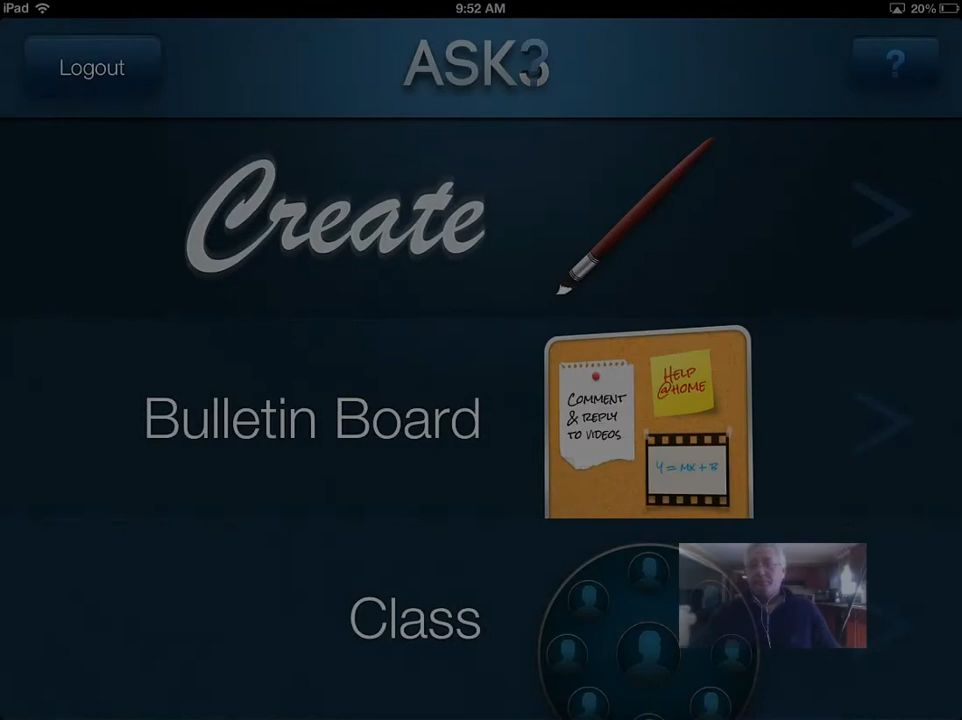 iPad 9:52 AM 20%
Logout ASK3 ?
Create
Bulletin Board
COMMENT
& REPLY
TO VIDEOS
HELP
@HOME
Y=MX+B
Class